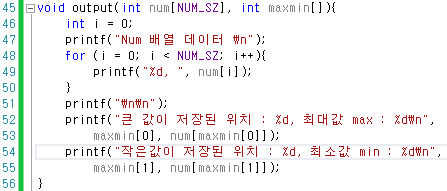 45 void output(int num[NUM_SZ], int maxmin[]){
46 int i = 0;
47 printf("Num 배열 데이터 ₩n");
48 for (i = 0; i < NUM_SZ; i++){
49 printf("%d, ", num[i]);
50 }
51 printf("₩n₩n");
52 printf("큰 값이 저장된 위치 : %d, 최대값 max : %d₩n",
53 maxmin[0], num[maxmin[0]]);
54 printf("작은값이 저장된 위치 : %d, 최소값 min : %d₩n",
55 maxmin[1], num[maxmin[1]]);
56 }